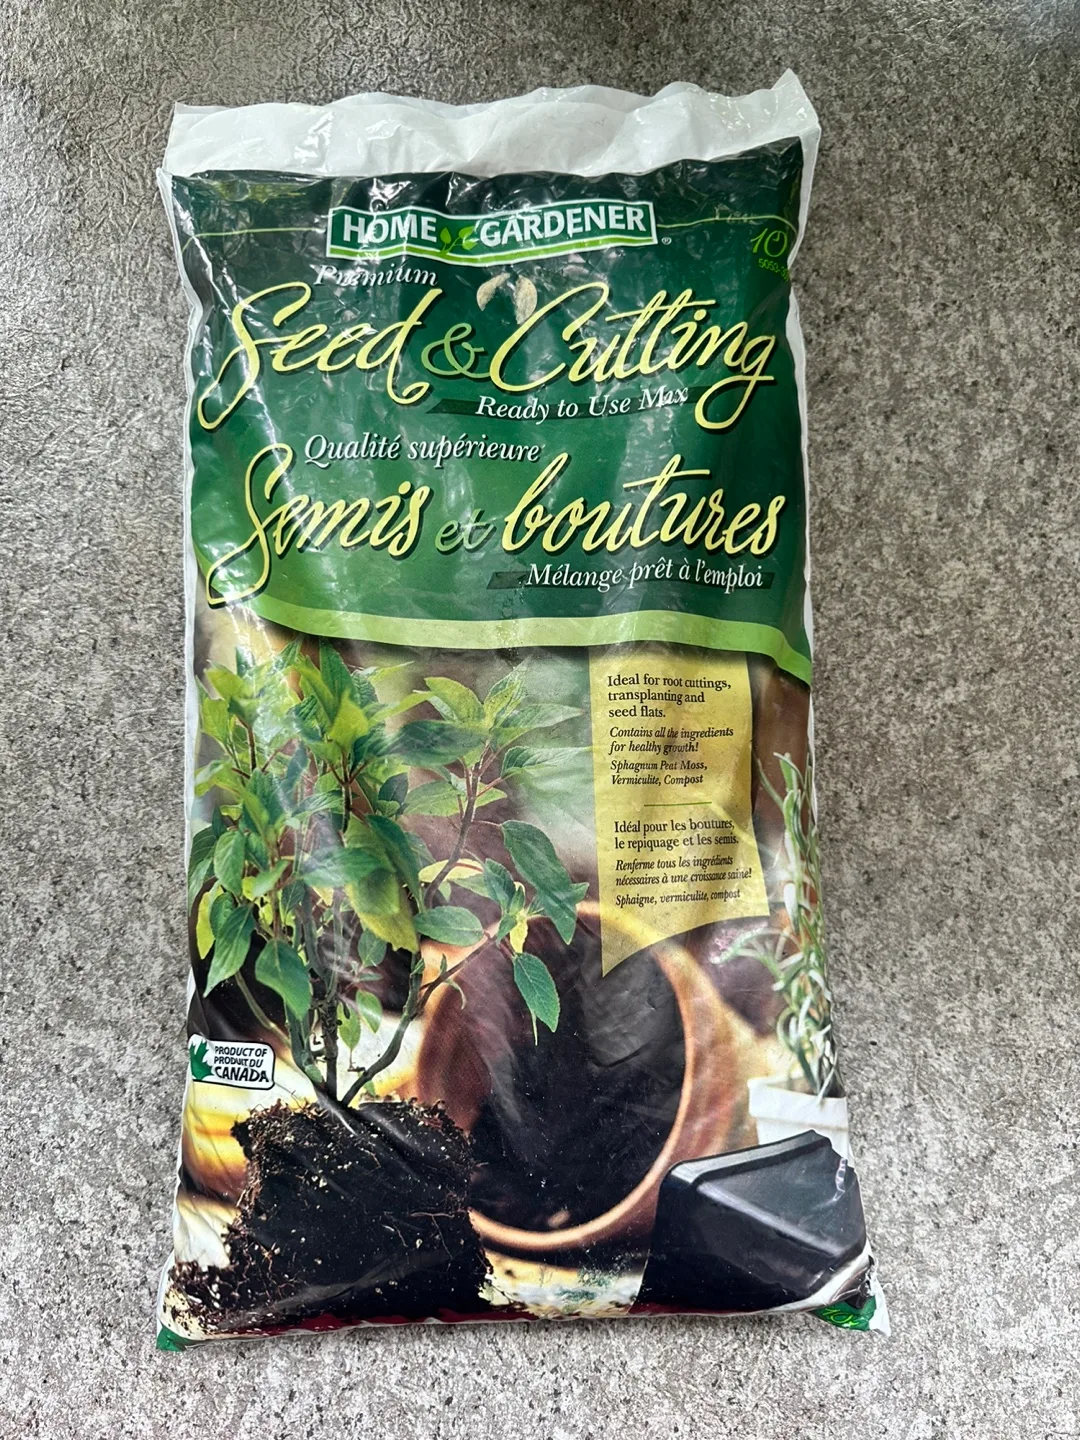 HOME GARDENER®
10
Premium
Seed & Cutting
Ready to Use Mix
Qualité supérieure
Semis et boutures
Mélange prêt à l'emploi
Ideal for root cuttings,
transplanting and
seed flats.
Contains all the ingredients
for healthy growth!
Sphagnum Peat Moss,
Vermiculite, Compost
Idéal pour les boutures,
le repiquage et les semis.
Renferme tous les ingrédients
nécessaires à une croissance saine!
Sphaigne, vermiculite, compost
PRODUCT OF
PRODUIT DU
CANADA